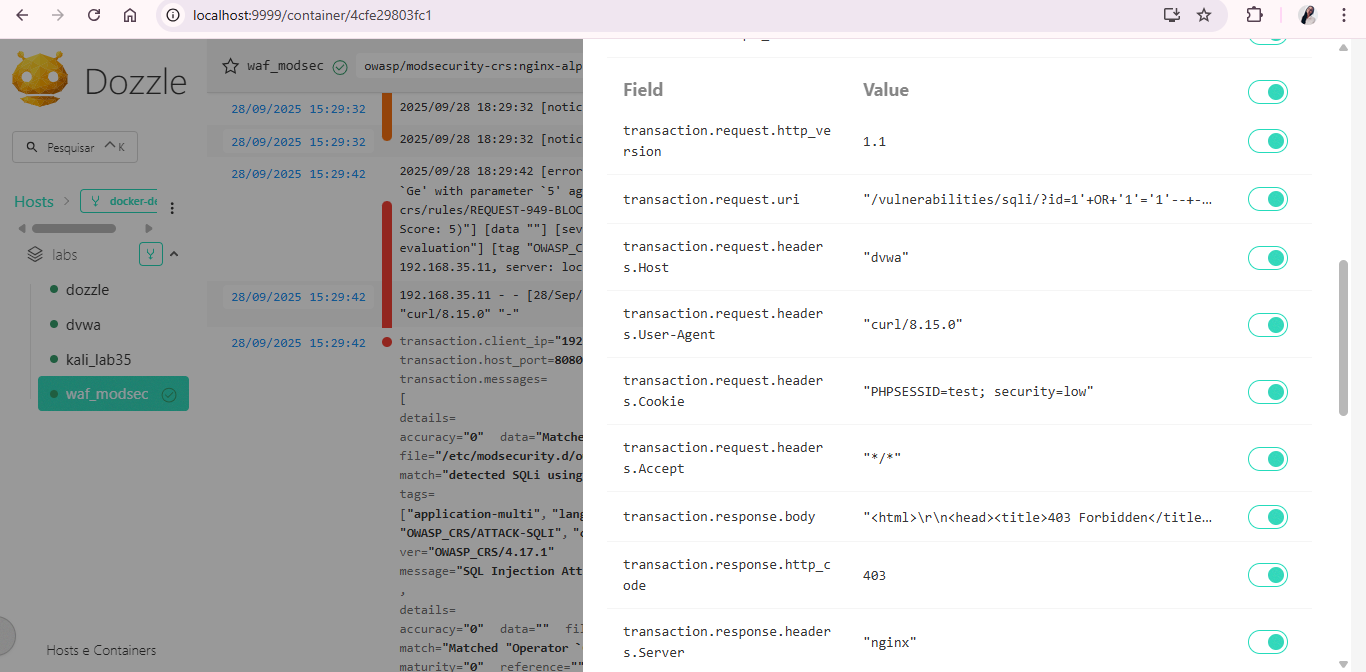 localhost:9999/container/4cfe29803fc1
Dozzle
Pesquisar ^ K
Hosts
docker-de
labs
dozzle
dvwa
kali_lab35
waf_modsec
Hosts e Containers
waf_modsec
owasp/modsecurity-crs:nginx-alp
28/09/2025 15:29:32
2025/09/28 18:29:32 [notic
28/09/2025 15:29:32
2025/09/28 18:29:32 [notic
28/09/2025 15:29:42
2025/09/28 18:29:42 [error
`Ge' with parameter `5' ag
crs/rules/REQUEST-949-BLOC
Score: 5)"] [data ""] [sev
evaluation"] [tag "OWASP_C
192.168.35.11, server: loc
28/09/2025 15:29:42
192.168.35.11 - - [28/Sep/
"curl/8.15.0" "-"
28/09/2025 15:29:42
transaction.client_ip="192
transaction.host_port=8080
transaction.messages=
[
details=
accuracy="0" data="Matche
file="/etc/modsecurity.d/o
match="detected SQLi using
tags=
["application-multi", "lang
"OWASP_CRS/ATTACK-SQLI", "c
ver="OWASP_CRS/4.17.1"
message="SQL Injection Att
,
details=
accuracy="0" data="" fil
match="Matched "Operator `
maturity="0" reference=""
Field Value
transaction.request.http_ve
rsion
1.1
transaction.request.uri
"/vulnerabilities/sqli/?id=1'+OR+'1'='1'--+-...
transaction.request.header
s.Host
"dvwa"
transaction.request.header
s.User-Agent
"curl/8.15.0"
transaction.request.header
s.Cookie
"PHPSESSID=test; security=low"
transaction.request.header
s.Accept
"*/*"
transaction.response.body
"<html>\r\n<head><title>403 Forbidden</title...
transaction.response.http_c
ode
403
transaction.response.header
s.Server
"nginx"